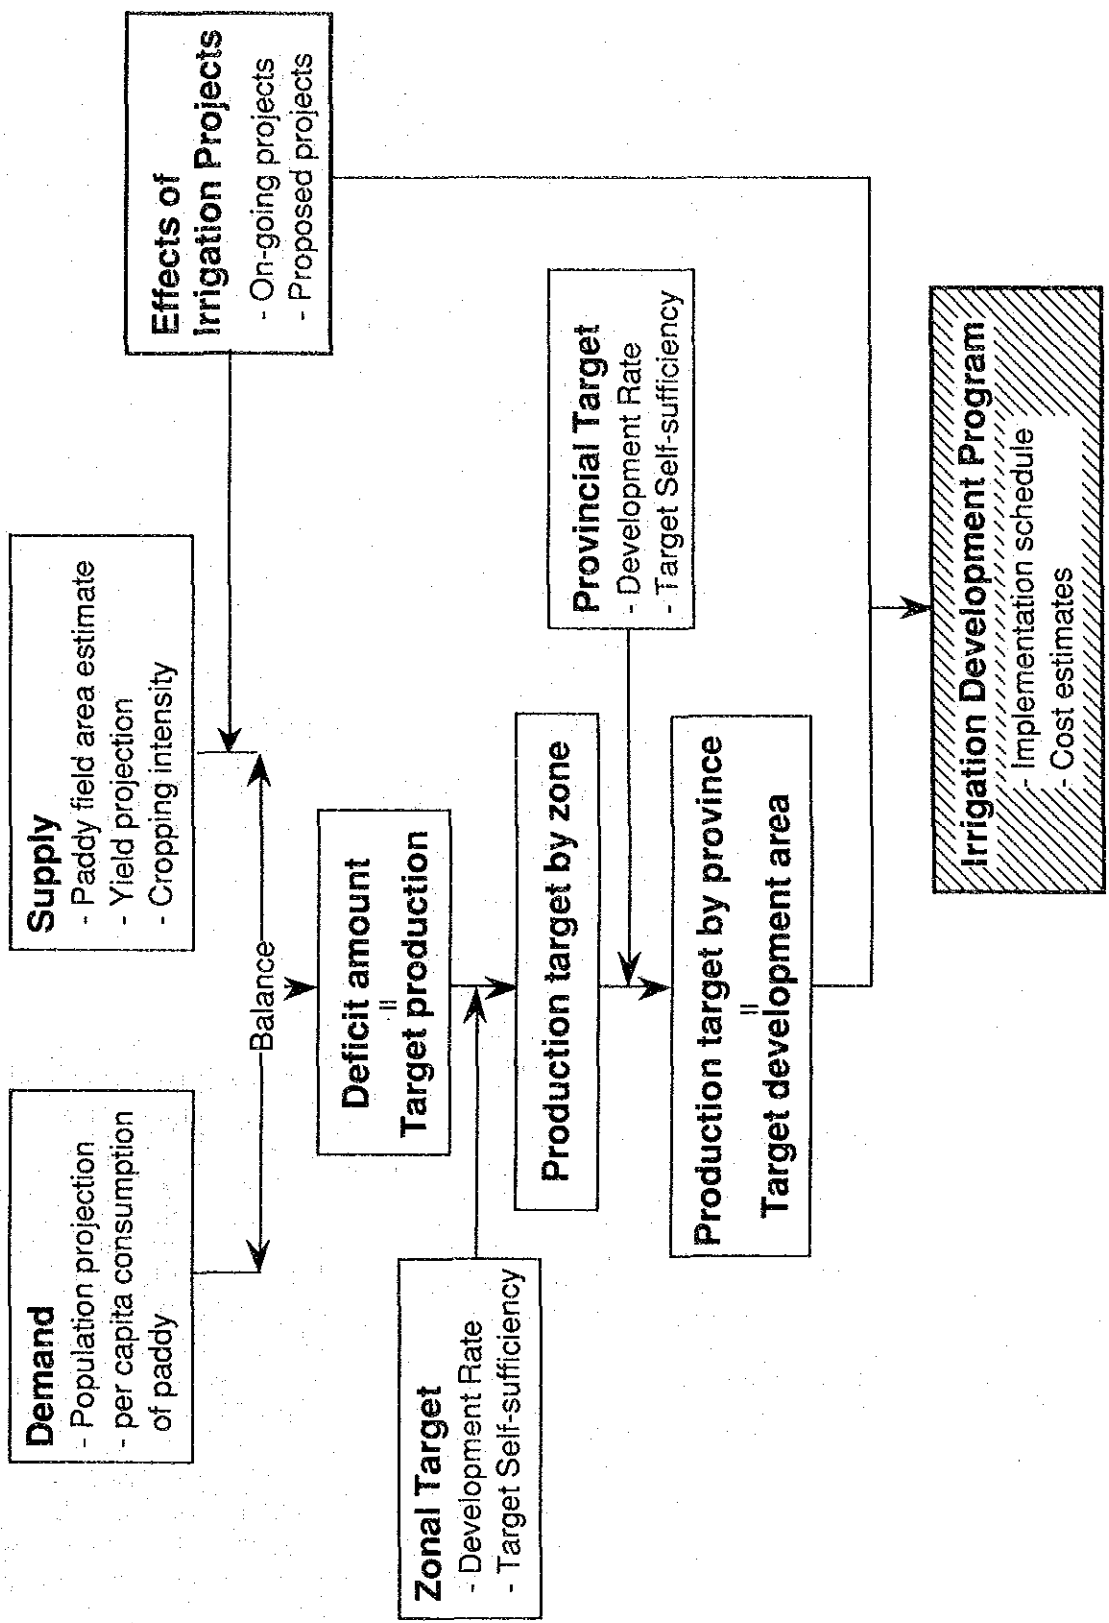 Demand
- Population projection
- per capita consumption
of paddy
Supply
- Paddy field area estimate
- Yield projection
- Cropping intensity
Effects of
Irrigation Projects
- On-going projects
- Proposed projects
Balance
Deficit amount
=
Target production
Zonal Target
- Development Rate
- Target Self-sufficiency
Production target by zone
Provincial Target
- Development Rate
- Target Self-sufficiency
Production target by province
=
Target development area
Irrigation Development Program
- Implementation schedule
- Cost estimates